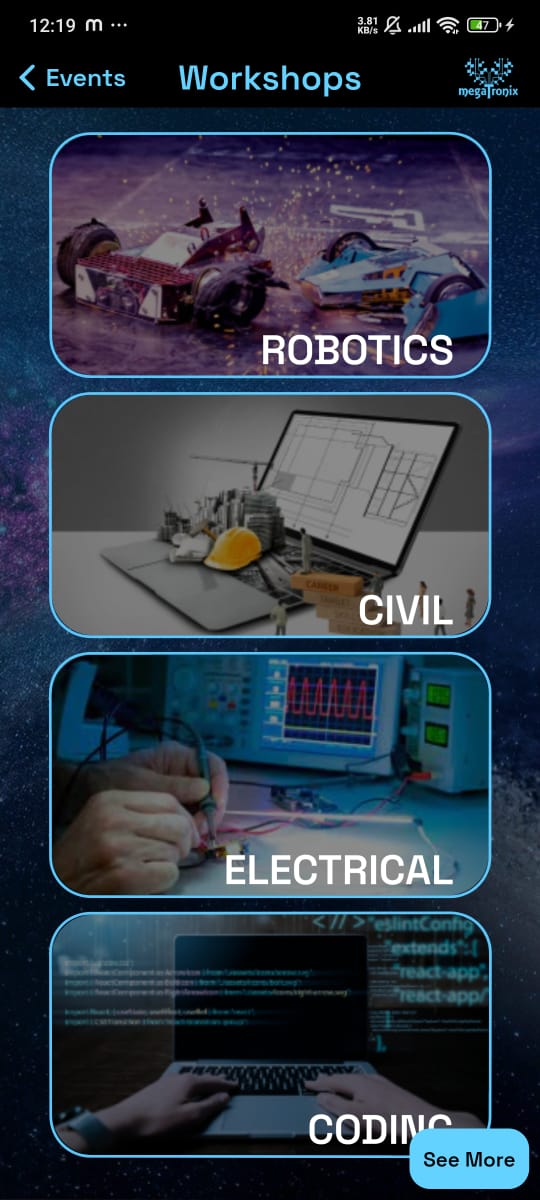 12:19 m ...
3.81
KB/s
47
Events
Workshops
megaTronix
ROBOTICS
CAREER
CIVIL
ELECTRICAL
< // >
"eslintConfig
"extends":[
"react-app",
"react-app/
],
CODING
See More